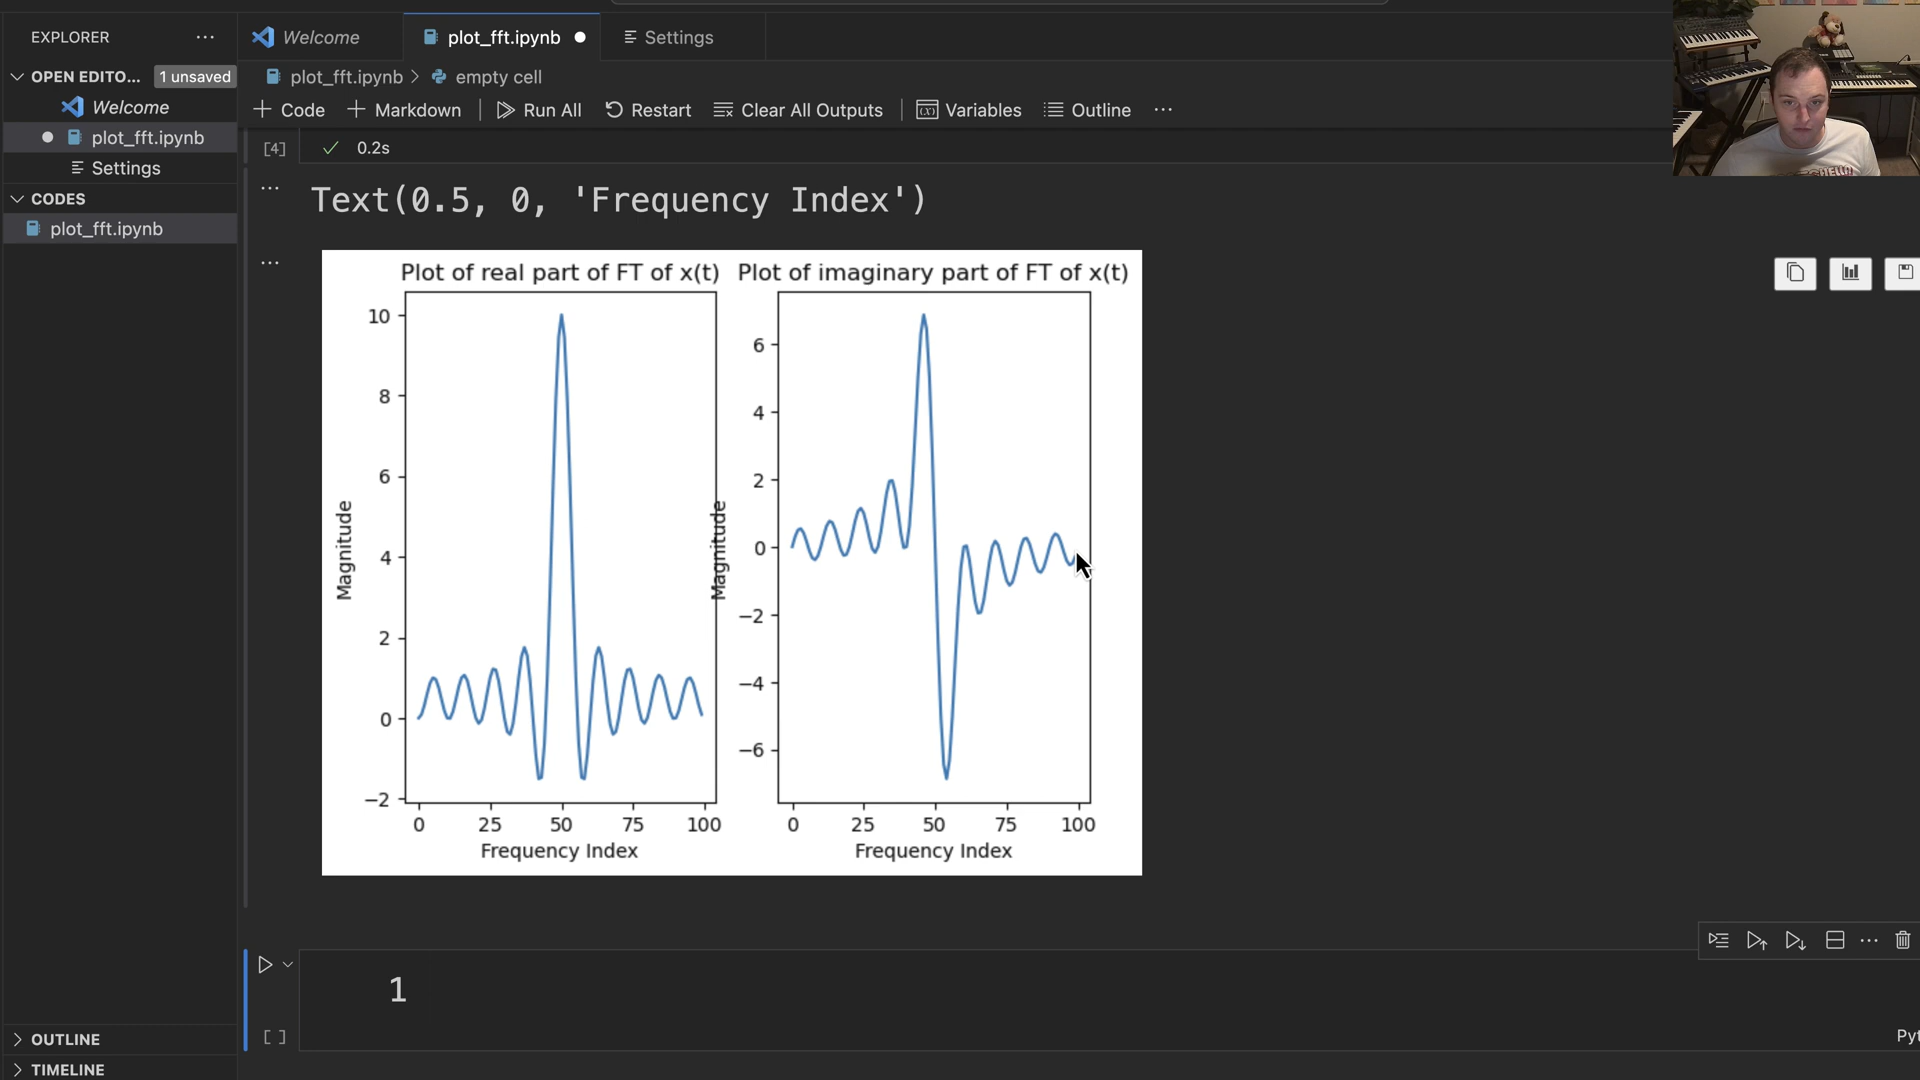 EXPLORER
OPEN EDITO... 1 unsaved
Welcome
plot_fft.ipynb
Settings
CODES
plot_fft.ipynb
OUTLINE
TIMELINE
Welcome plot_fft.ipynb Settings
plot_fft.ipynb > empty cell
+ Code + Markdown Run All Restart Clear All Outputs (x) Variables Outline ...
[4] ✓ 0.2s
Text(0.5, 0, 'Frequency Index')
Plot of real part of FT of x(t)
10
8
6
4
2
0
−2
Magnitude
0 25 50 75 100
Frequency Index
Plot of imaginary part of FT of x(t)
6
4
2
0
−2
−4
−6
Magnitude
0 25 50 75 100
Frequency Index
1
[ ]
Pyt